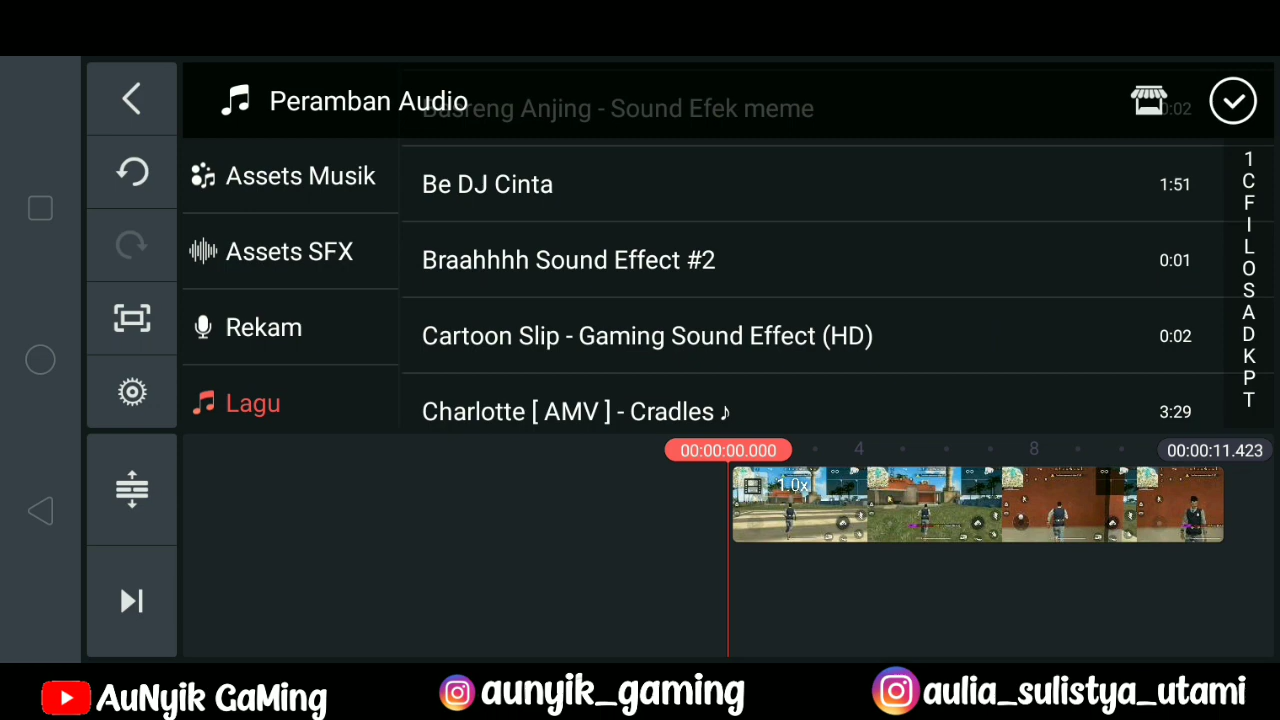 Peramban Audio
Basreng Anjing - Sound Efek meme 0:02
Assets Musik
Be DJ Cinta 1:51
Assets SFX
Braahhhh Sound Effect #2 0:01
Rekam
Cartoon Slip - Gaming Sound Effect (HD) 0:02
Lagu
Charlotte [ AMV ] - Cradles ♪ 3:29
1
C
F
I
L
O
S
A
D
K
P
T
00:00:00.000 4 8 00:00:11.423
1.0x
AuNyik GaMing aunyik_gaming aulia_sulistya_utami